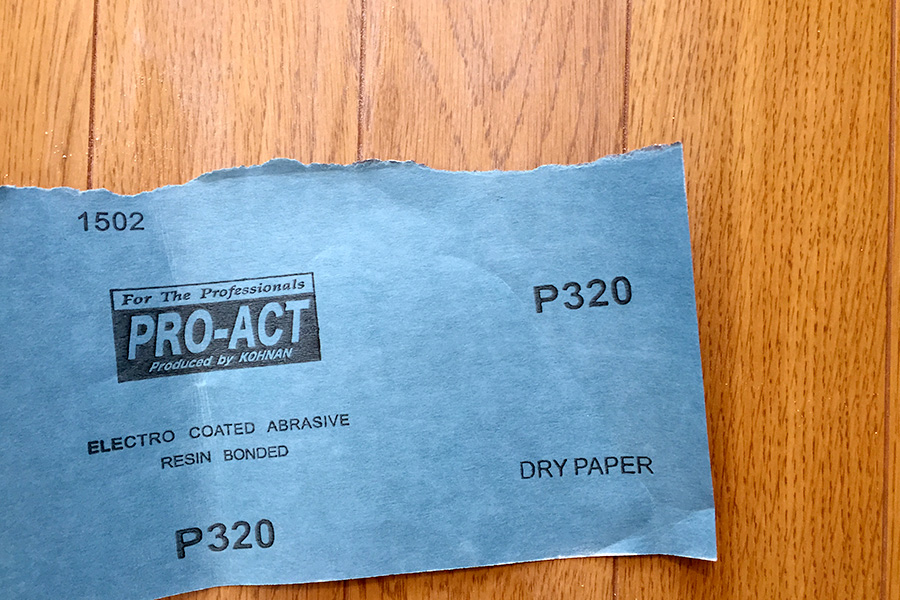 1502
For The Professionals
PRO-ACT
Produced by KOHNAN
P320
ELECTRO COATED ABRASIVE
RESIN BONDED
DRY PAPER
P320